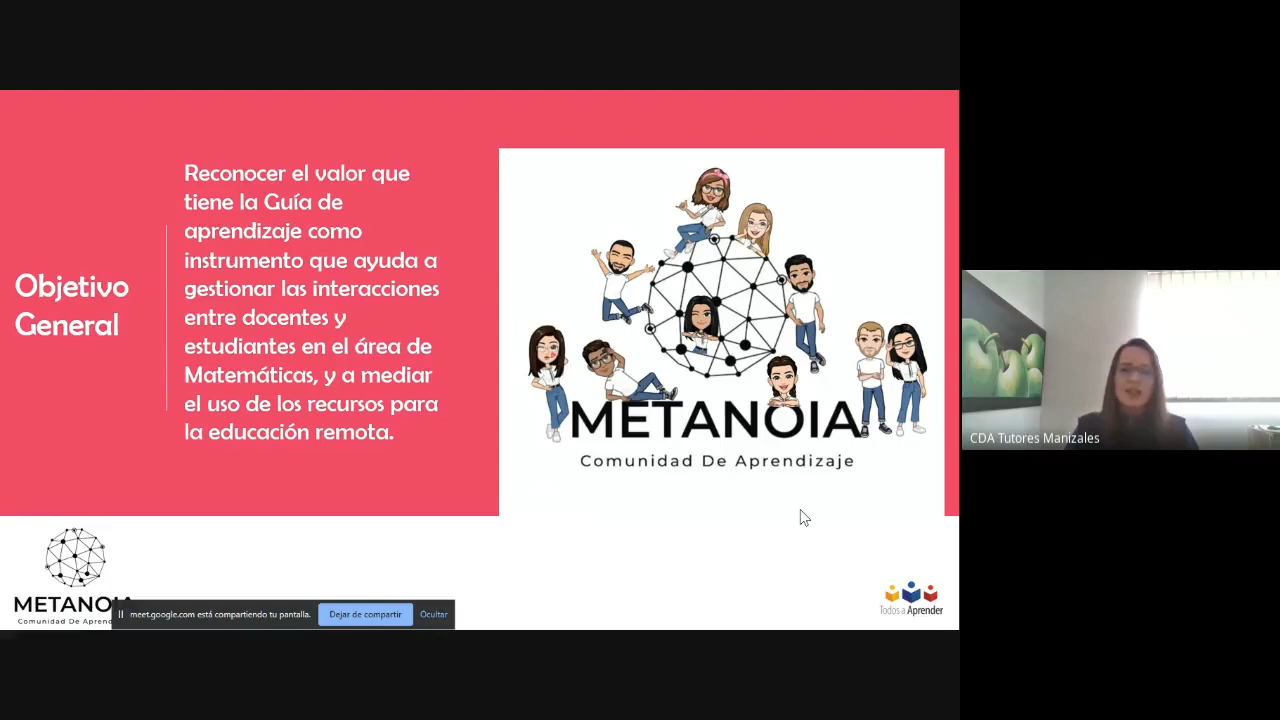 Objetivo
General
Reconocer el valor que
tiene la Guía de
aprendizaje como
instrumento que ayuda a
gestionar las interacciones
entre docentes y
estudiantes en el área de
Matemáticas, y a mediar
el uso de los recursos para
la educación remota.
METANOIA
Comunidad De Aprendizaje
CDA Tutores Manizales
METANOIA
Comunidad De Aprend
meet.google.com está compartiendo tu pantalla.
Dejar de compartir
Ocultar
Todos a Aprender